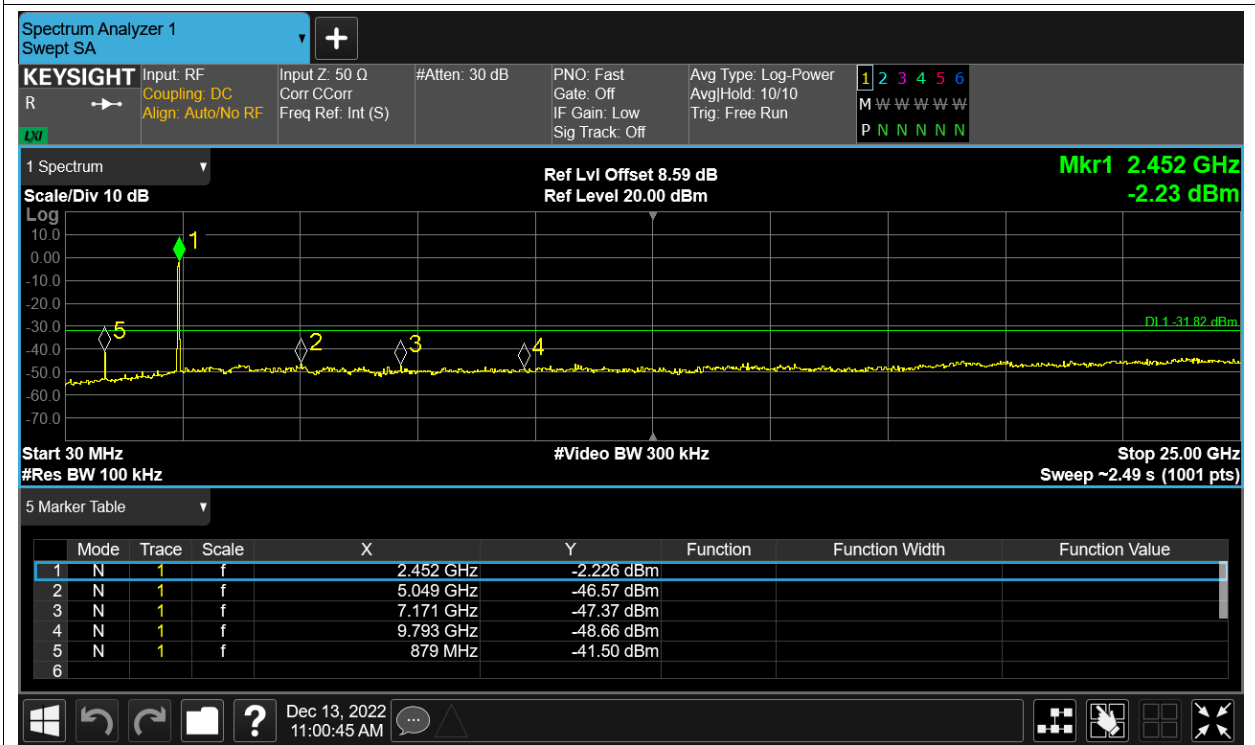 Spectrum Analyzer 1
Swept SA
+
KEYSIGHT Input: RF Input Z: 50 Ω #Atten: 30 dB PNO: Fast Avg Type: Log-Power 1 2 3 4 5 6
R Coupling: DC Corr CCorr Gate: Off Avg|Hold: 10/10 M W W W W W
Align: Auto/No RF Freq Ref: Int (S) IF Gain: Low Trig: Free Run
LXI Sig Track: Off P N N N N N
1 Spectrum
Ref Lvl Offset 8.59 dB Mkr1 2.452 GHz
Scale/Div 10 dB Ref Level 20.00 dBm -2.23 dBm
Log
10.0
1
0.00
-10.0
-20.0
DL1 -31.82 dBm
-30.0
5
2
3
4
-40.0
-50.0
-60.0
-70.0
Start 30 MHz #Video BW 300 kHz Stop 25.00 GHz
#Res BW 100 kHz Sweep ~2.49 s (1001 pts)
5 Marker Table
Mode Trace Scale X Y Function Function Width Function Value
1 N 1 f 2.452 GHz -2.226 dBm
2 N 1 f 5.049 GHz -46.57 dBm
3 N 1 f 7.171 GHz -47.37 dBm
4 N 1 f 9.793 GHz -48.66 dBm
5 N 1 f 879 MHz -41.50 dBm
6
?
Dec 13, 2022
11:00:45 AM